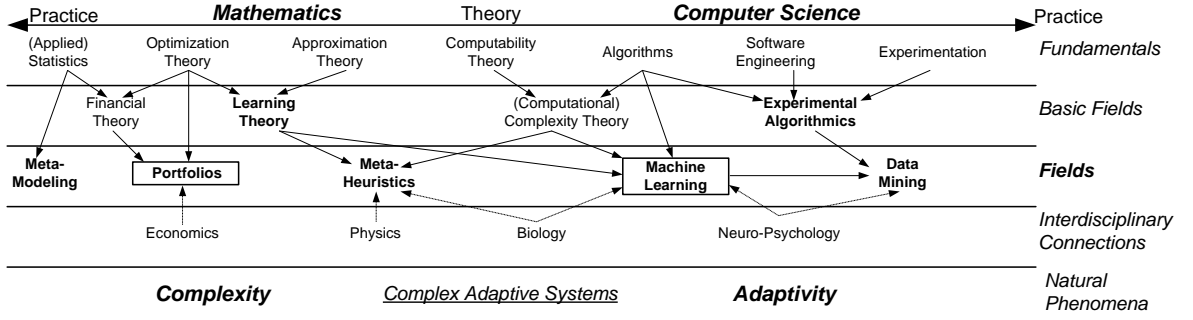 Practice Mathematics Theory Computer Science Practice
(Applied) Optimization Approximation Computability Algorithms Software Experimentation Fundamentals
Statistics Theory Theory Theory Engineering
Financial Learning (Computational) Experimental Basic Fields
Theory Theory Complexity Theory Algorithmics
Meta- Portfolios Meta- Machine Data Fields
Modeling Heuristics Learning Mining
Economics Physics Biology Neuro-Psychology Interdisciplinary
Connections
Complexity Complex Adaptive Systems Adaptivity Natural
Phenomena